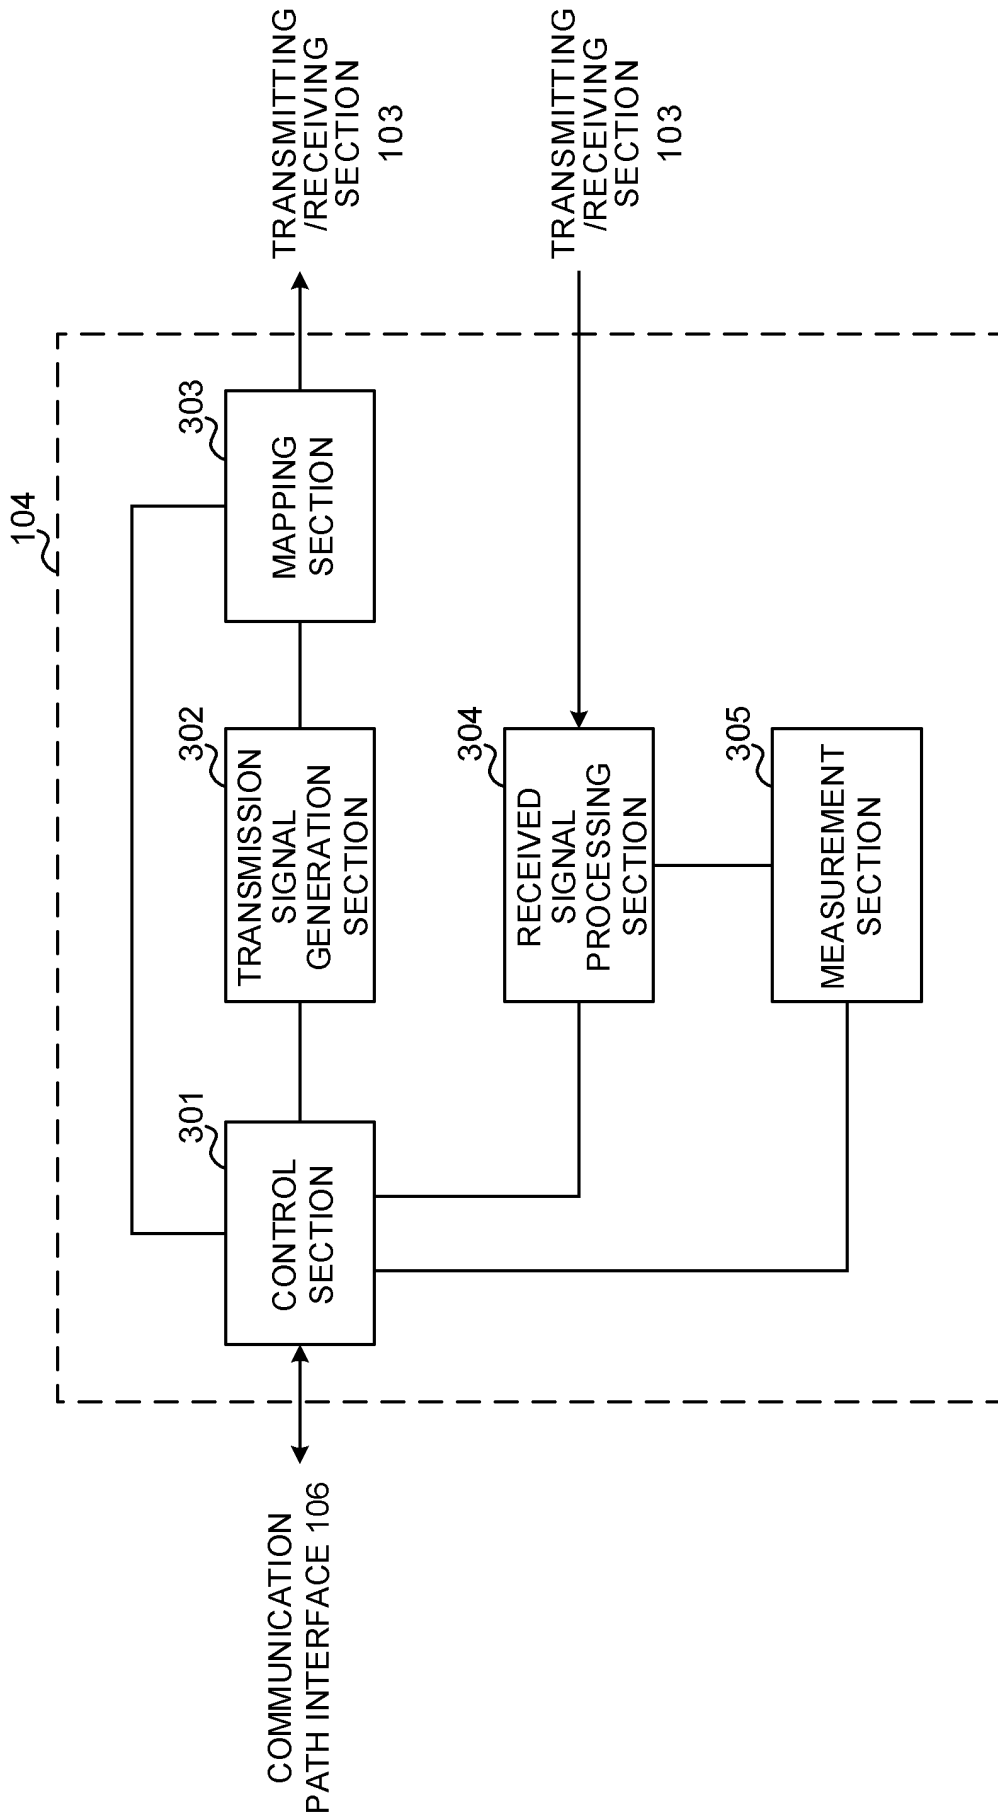 104
COMMUNICATION
PATH INTERFACE 106
301
CONTROL
SECTION
302
TRANSMISSION
SIGNAL
GENERATION
SECTION
303
MAPPING
SECTION
TRANSMITTING
/RECEIVING
SECTION
103
304
RECEIVED
SIGNAL
PROCESSING
SECTION
TRANSMITTING
/RECEIVING
SECTION
103
305
MEASUREMENT
SECTION